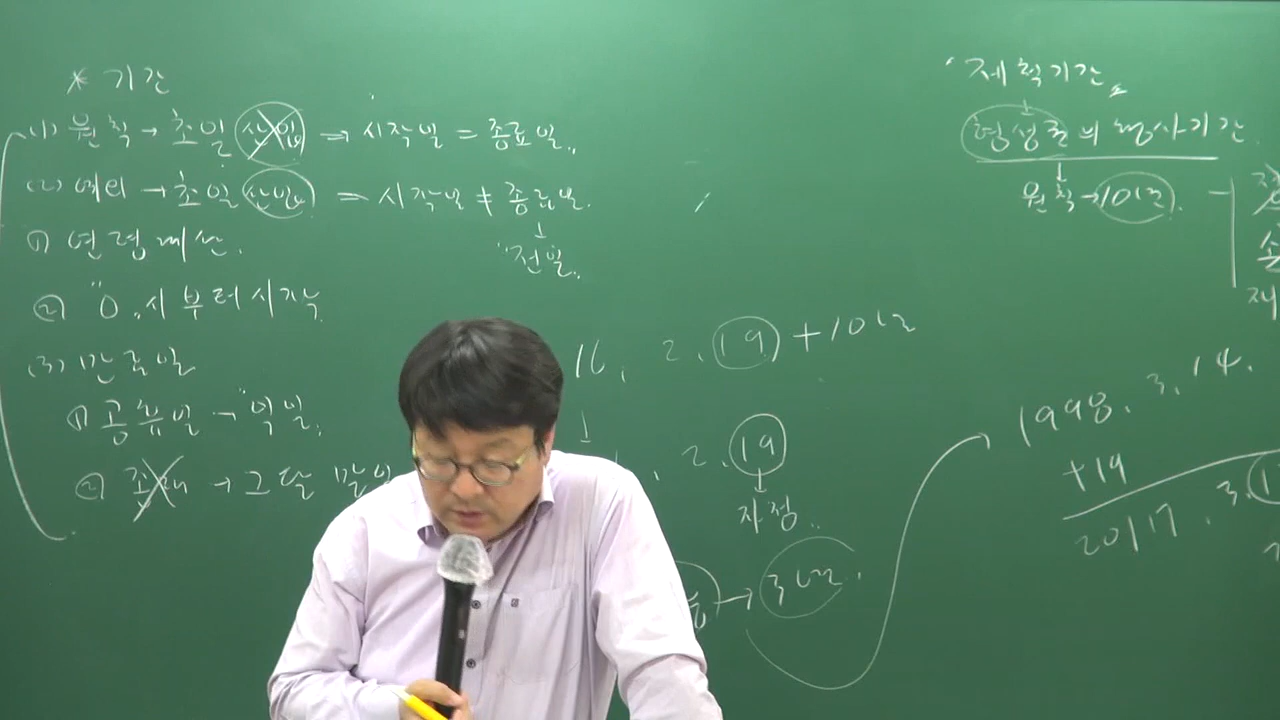 * 기간
(1) 원칙 → 초일 산입 ⇒ 시작일 = 종료일.
(2) 예외 → 초일 산입 ⇒ 시작일 ≠ 종료일.
↓
"전일.
① 연령계산.
② "0"시부터 시작
(3) 만료일
① 공휴일 → "익일.
② → 그달 말일
16. 2. 19 + 10년
↓
2. 19
↓
자정.
→ 3년.
「제척기간」
↓
형성권의 행사기간
↓
원칙 → 10년.
1998. 3. 14.
+19
2017. 3.